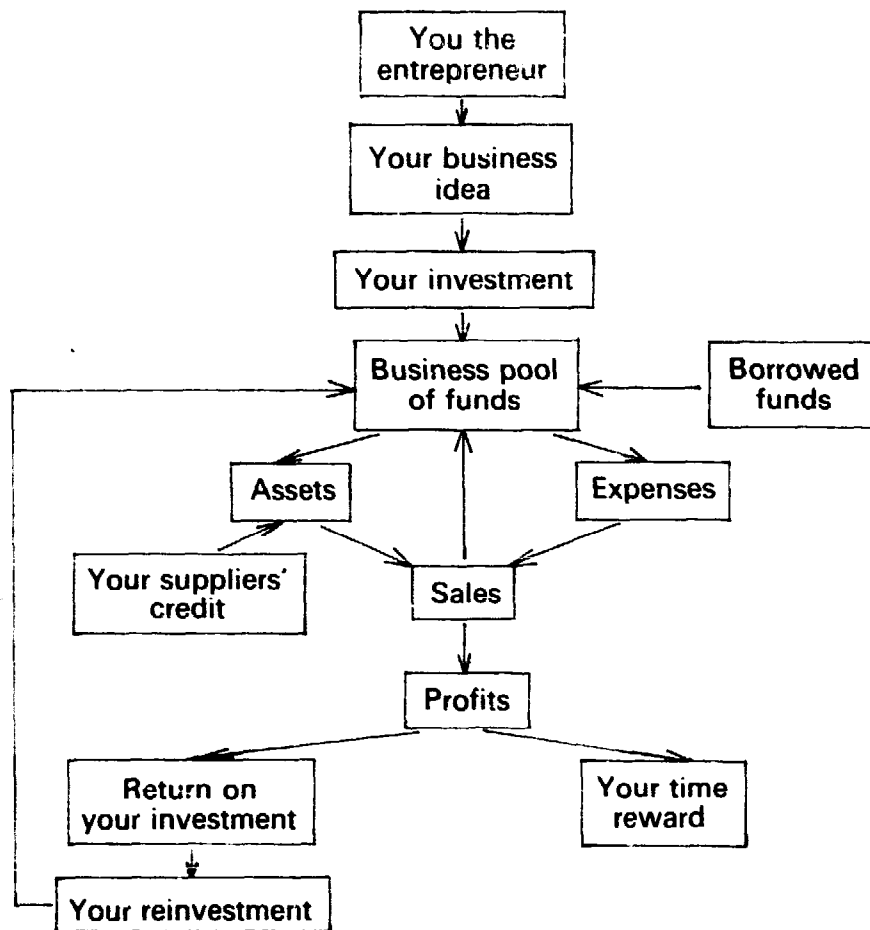 You the
entrepreneur
Your business
idea
Your investment
Business pool
of funds
Borrowed
funds
Assets
Expenses
Your suppliers'
credit
Sales
Profits
Return on
your investment
Your time
reward
Your reinvestment